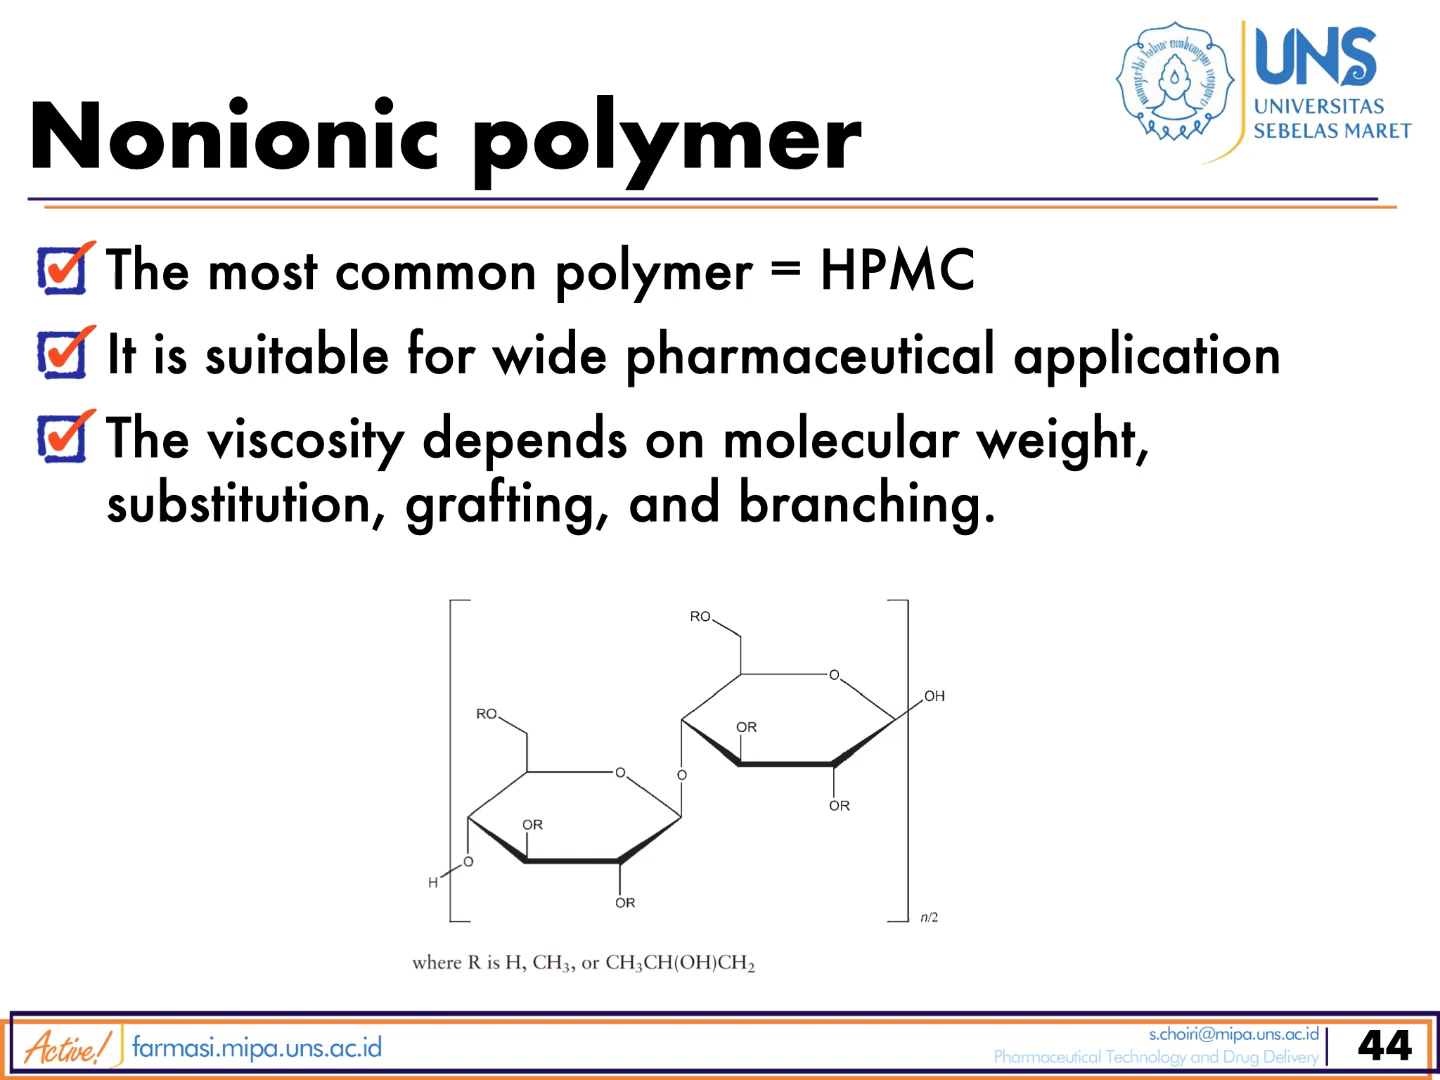 UNS
UNIVERSITAS
SEBELAS MARET
Nonionic polymer
The most common polymer = HPMC
It is suitable for wide pharmaceutical application
The viscosity depends on molecular weight,
substitution, grafting, and branching.
RO
O
OH
RO
OR
O
O
OR
OR
O
H
OR
n/2
where R is H, CH₃, or CH₃CH(OH)CH₂
Active!
farmasi.mipa.uns.ac.id
s.choiri@mipa.uns.ac.id
Pharmaceutical Technology and Drug Delivery
44